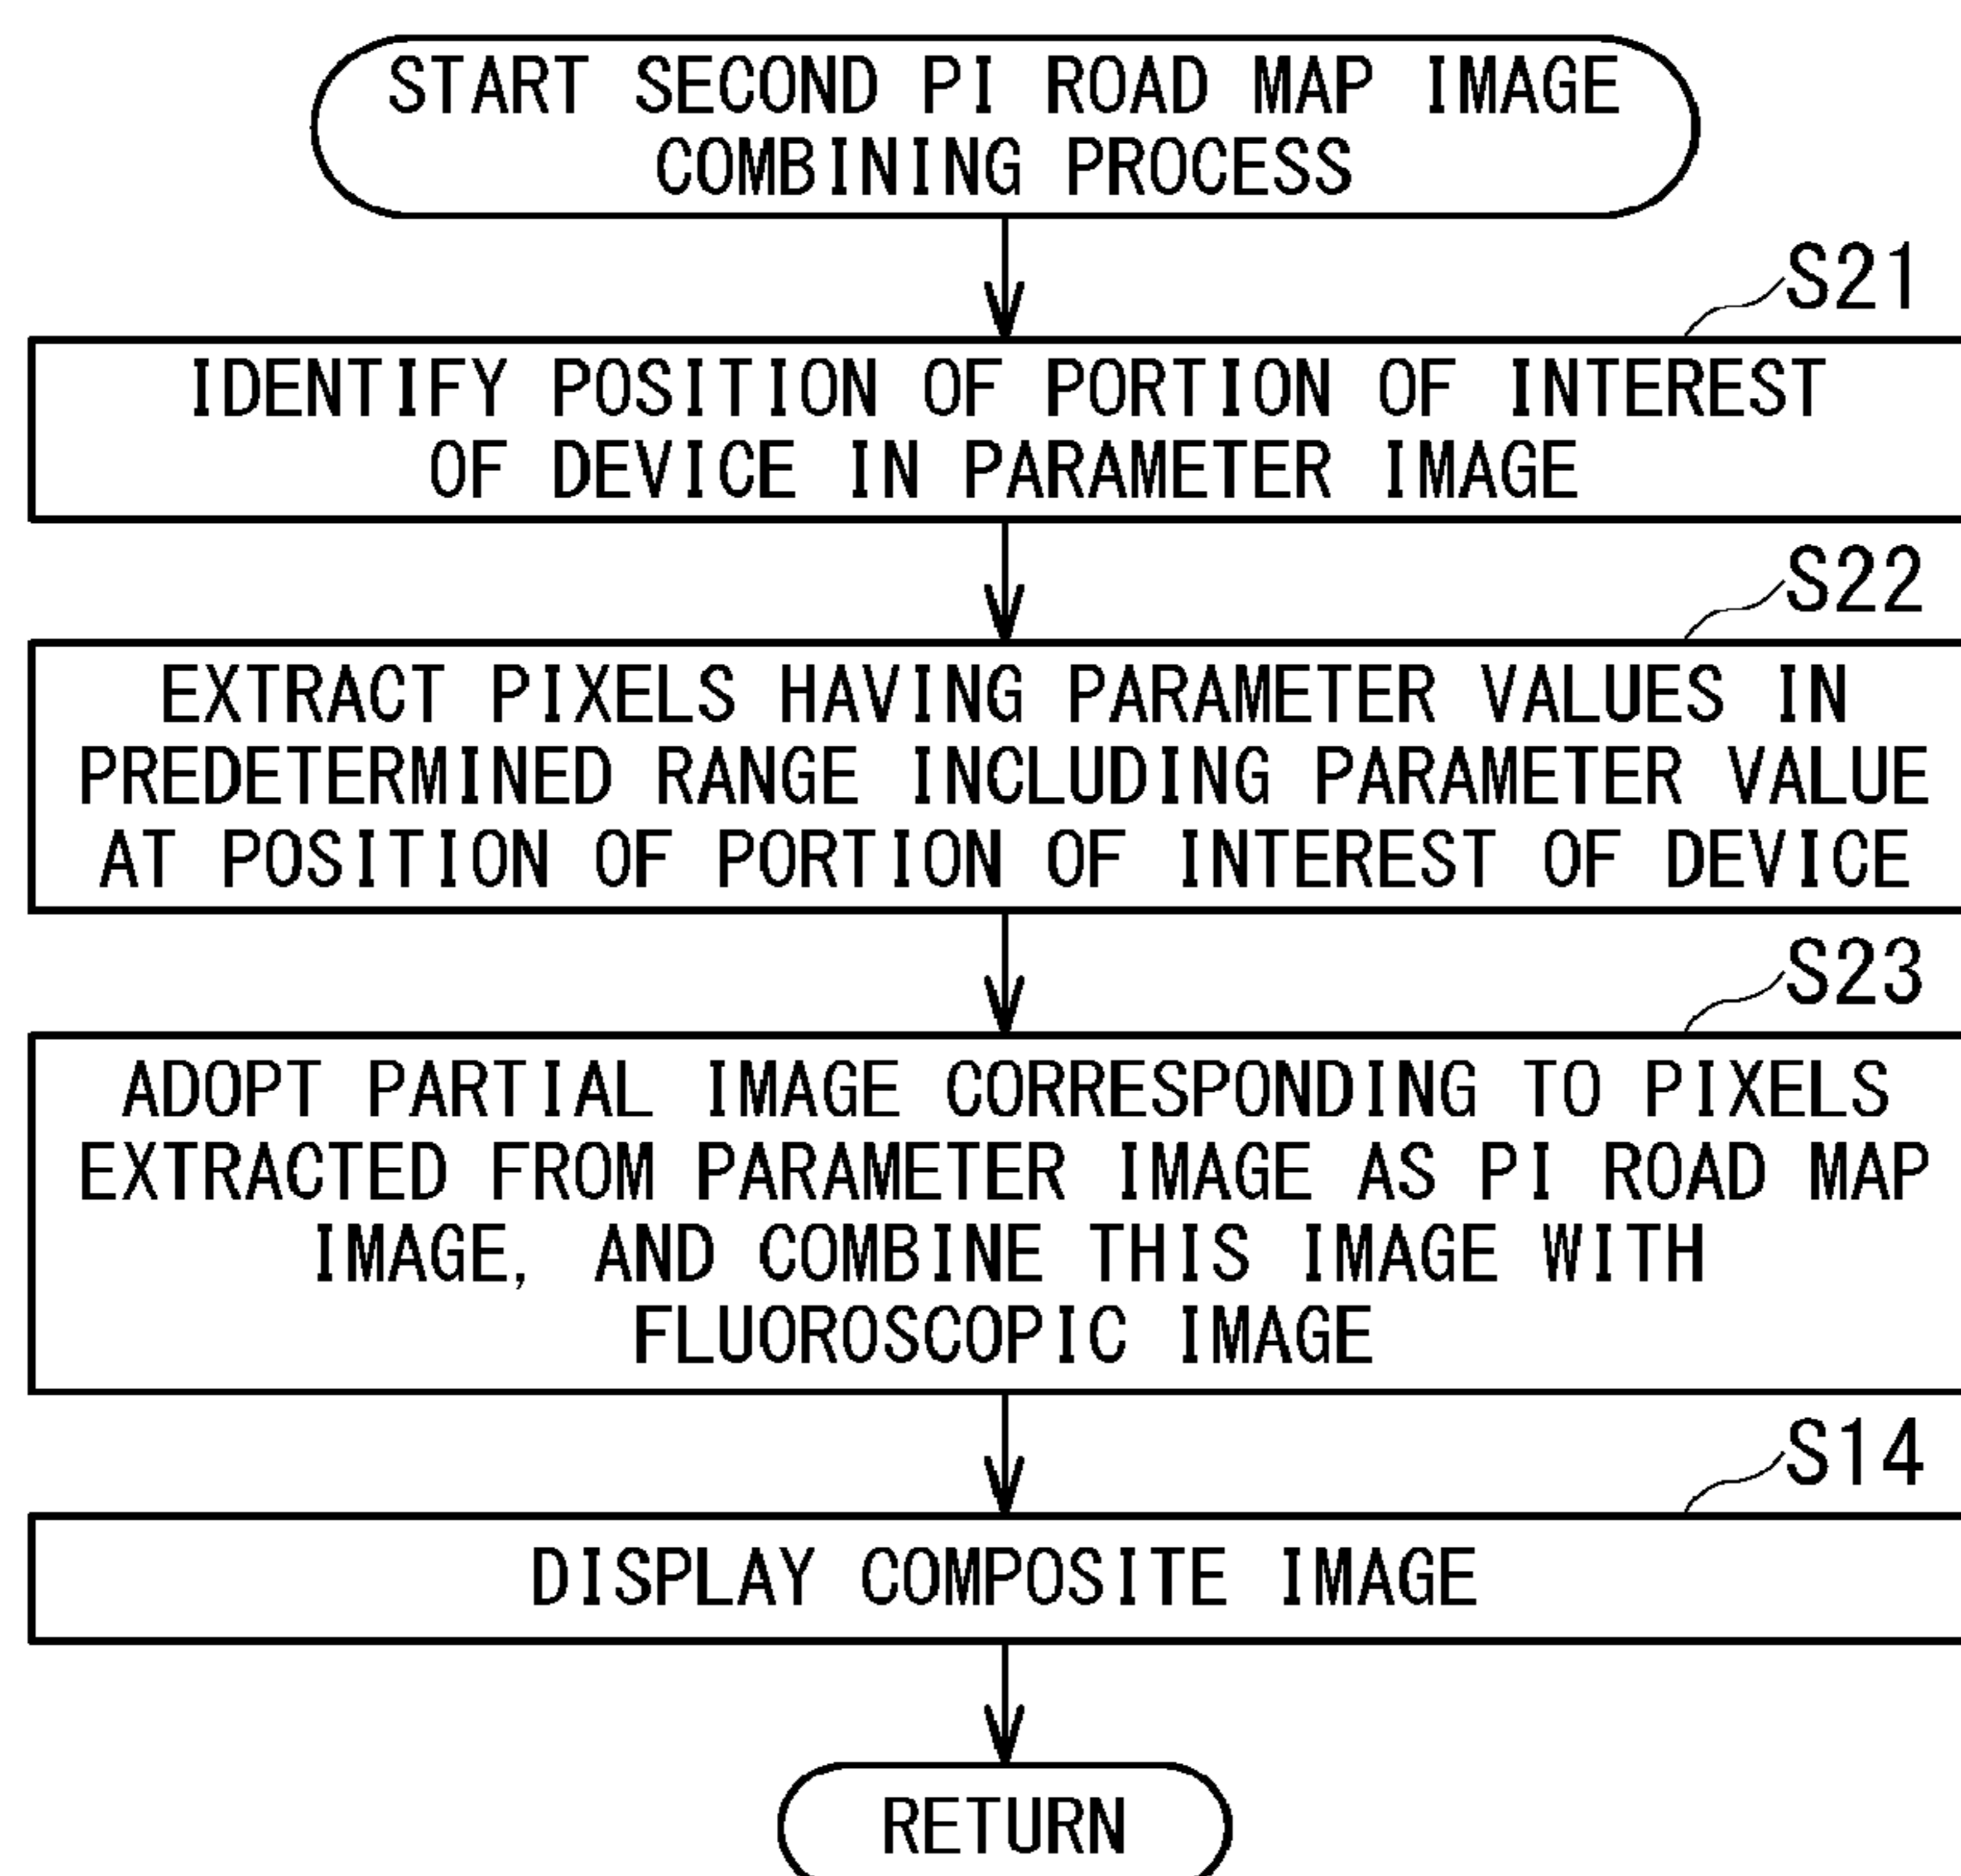 START SECOND PI ROAD MAP IMAGE
COMBINING PROCESS
S21
IDENTIFY POSITION OF PORTION OF INTEREST
OF DEVICE IN PARAMETER IMAGE
S22
EXTRACT PIXELS HAVING PARAMETER VALUES IN
PREDETERMINED RANGE INCLUDING PARAMETER VALUE
AT POSITION OF PORTION OF INTEREST OF DEVICE
S23
ADOPT PARTIAL IMAGE CORRESPONDING TO PIXELS
EXTRACTED FROM PARAMETER IMAGE AS PI ROAD MAP
IMAGE, AND COMBINE THIS IMAGE WITH
FLUOROSCOPIC IMAGE
S14
DISPLAY COMPOSITE IMAGE
RETURN